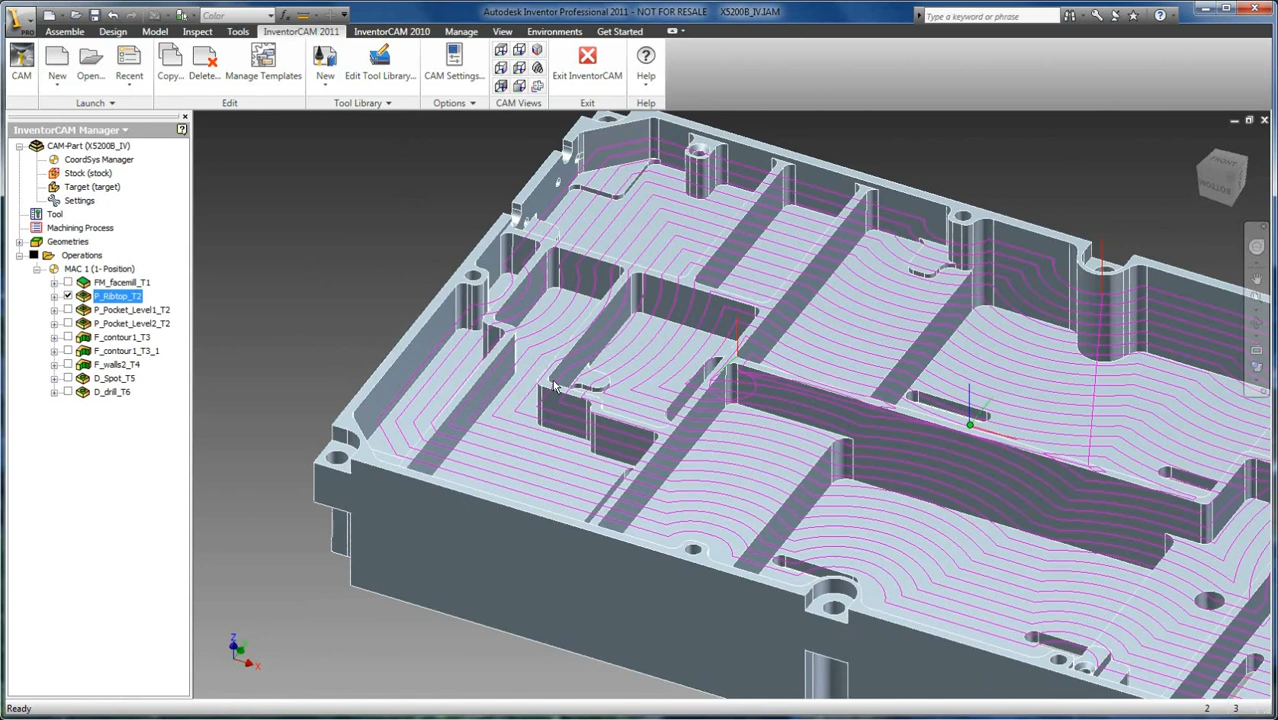 Color
Autodesk Inventor Professional 2011 - NOT FOR RESALE X5200B_IV.IAM
Type a keyword or phrase
PRO
Assemble Design Model Inspect Tools InventorCAM 2011 InventorCAM 2010 Manage View Environments Get Started
CAM New Open... Recent Copy... Delete... Manage Templates New Edit Tool Library... CAM Settings... Exit InventorCAM Help
Launch Edit Tool Library Options CAM Views Exit Help
InventorCAM Manager
CAM-Part (X5200B_IV)
CoordSys Manager
Stock (stock)
Target (target)
Settings
Tool
Machining Process
Geometries
Operations
MAC 1 (1- Position)
FM_facemill_T1
P_Ribtop_T2
P_Pocket_Level1_T2
P_Pocket_Level2_T2
F_contour1_T3
F_contour1_T3_1
F_walls2_T4
D_Spot_T5
D_drill_T6
FRONT
BOTTOM
Z
X
Ready 2 3